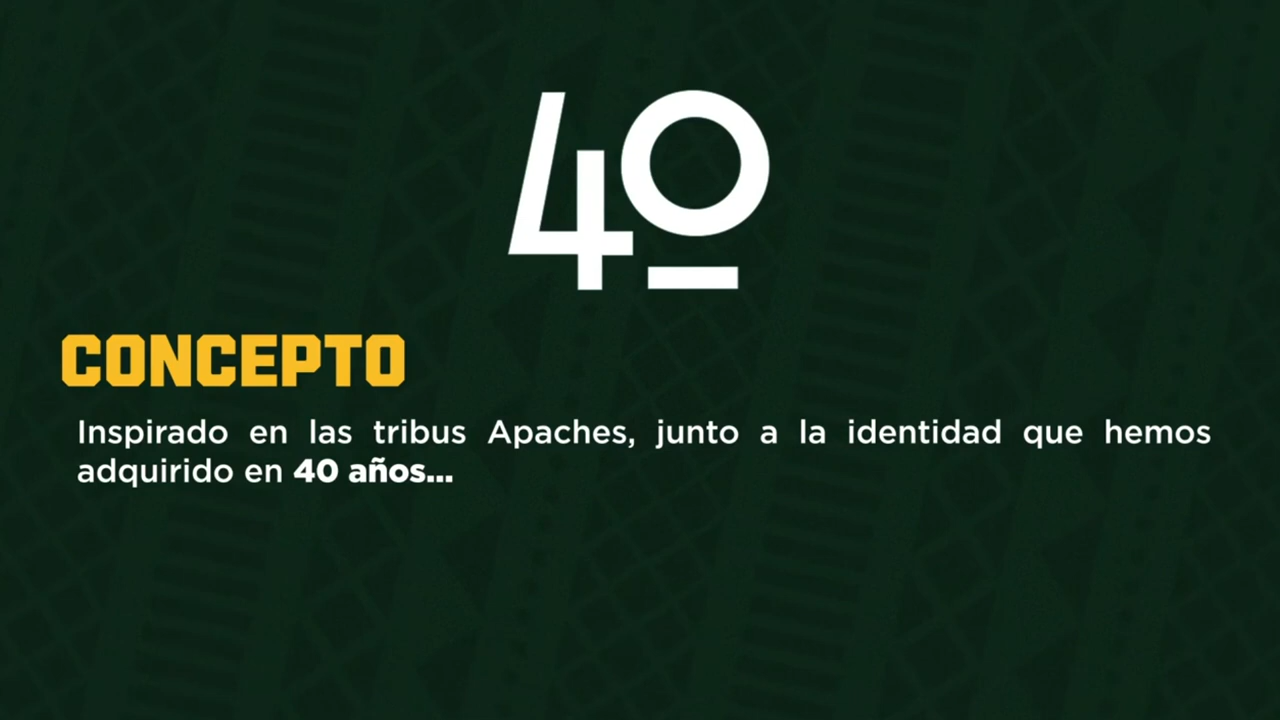 40
CONCEPTO
Inspirado en las tribus Apaches, junto a la identidad que hemos
adquirido en 40 años...